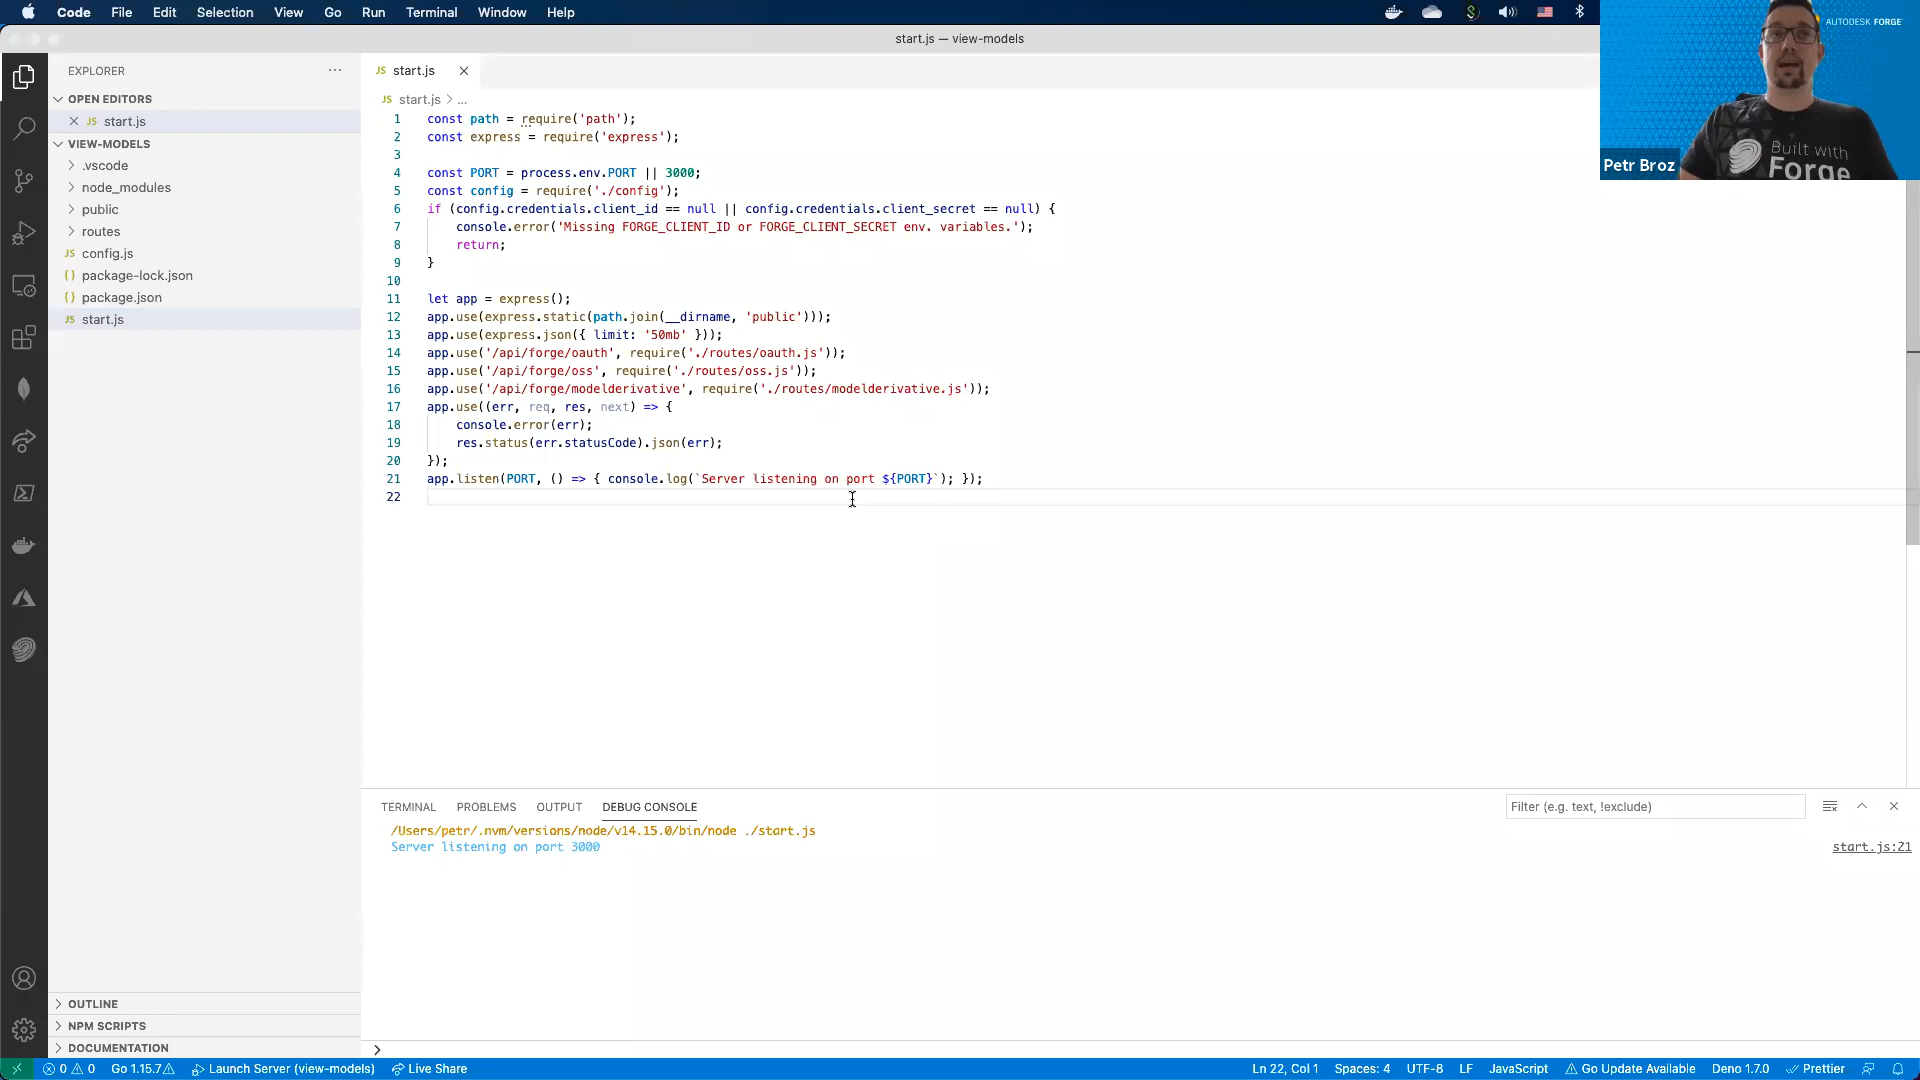 Code File Edit Selection View Go Run Terminal Window Help
start.js — view-models
AUTODESK FORGE
Built with
Forge
Petr Broz
EXPLORER
OPEN EDITORS
JS start.js
VIEW-MODELS
.vscode
node_modules
public
routes
JS config.js
{} package-lock.json
{} package.json
JS start.js
OUTLINE
NPM SCRIPTS
DOCUMENTATION
JS start.js
JS start.js > ...
1 const path = require('path');
2 const express = require('express');
3
4 const PORT = process.env.PORT || 3000;
5 const config = require('./config');
6 if (config.credentials.client_id == null || config.credentials.client_secret == null) {
7 console.error('Missing FORGE_CLIENT_ID or FORGE_CLIENT_SECRET env. variables.');
8 return;
9 }
10
11 let app = express();
12 app.use(express.static(path.join(__dirname, 'public')));
13 app.use(express.json({ limit: '50mb' }));
14 app.use('/api/forge/oauth', require('./routes/oauth.js'));
15 app.use('/api/forge/oss', require('./routes/oss.js'));
16 app.use('/api/forge/modelderivative', require('./routes/modelderivative.js'));
17 app.use((err, req, res, next) => {
18 console.error(err);
19 res.status(err.statusCode).json(err);
20 });
21 app.listen(PORT, () => { console.log(`Server listening on port ${PORT}`); });
22
TERMINAL PROBLEMS OUTPUT DEBUG CONSOLE Filter (e.g. text, !exclude)
/Users/petr/.nvm/versions/node/v14.15.0/bin/node ./start.js
Server listening on port 3000 start.js:21
0 0 Go 1.15.7 Launch Server (view-models) Live Share Ln 22, Col 1 Spaces: 4 UTF-8 LF JavaScript Go Update Available Deno 1.7.0 Prettier